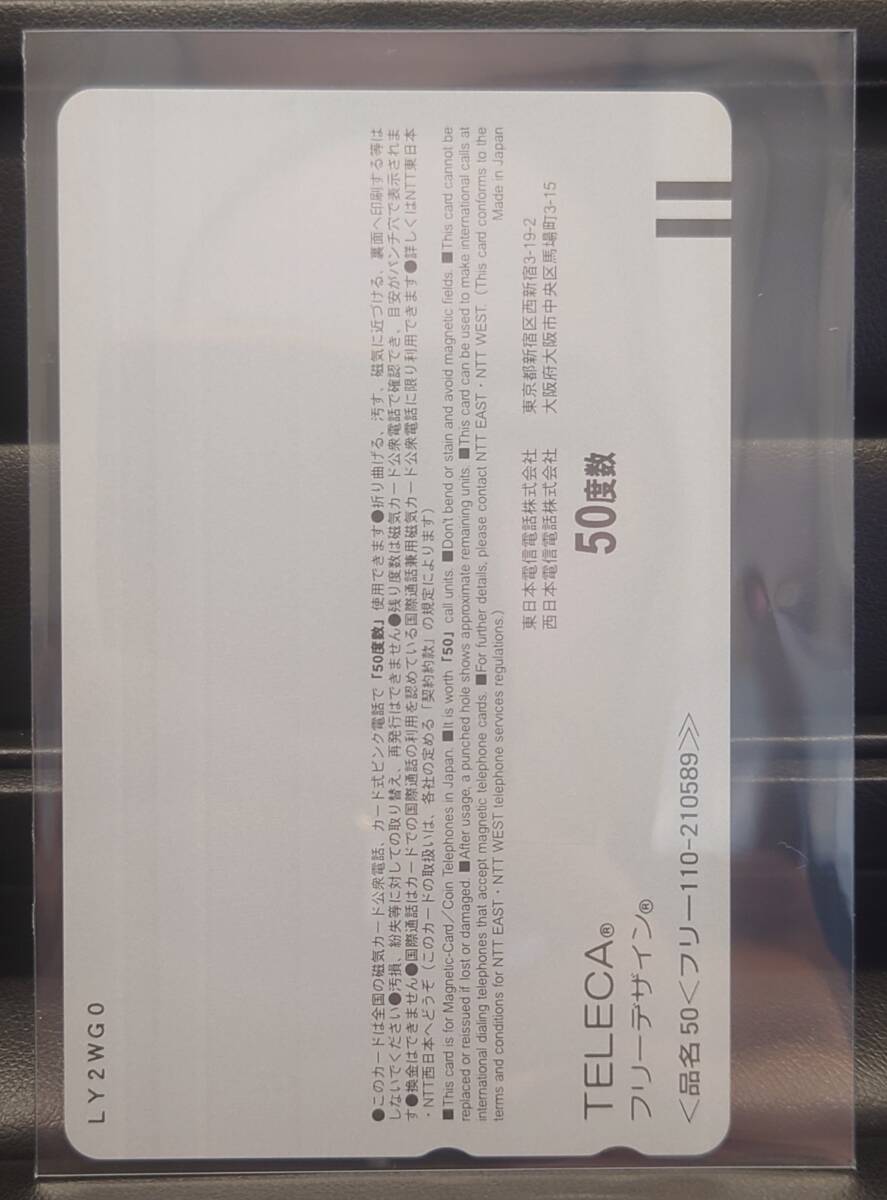 LY2WG0
●このカードは全国の磁気カード公衆電話、カード式ピンク電話で「50度数」使用できます●折り曲げる、汚す、磁気に近づける、裏面へ印刷する等は
しないでください●汚損、紛失等に対しての取り替え、再発行はできません●残り度数は磁気カード公衆電話で確認でき、目安がパンチ穴で表示されま
す●換金はできません●国際通話はカードでの国際通話の利用を認めている国際通話兼用磁気カード公衆電話に限り利用できます●詳しくはNTT東日本
・NTT西日本へどうぞ（このカードの取扱いは、各社の定める「契約約款」の規定によります）
■This card is for Magnetic-Card／Coin Telephones in Japan. ■It is worth「50」call units. ■Don't bend or stain and avoid magnetic fields. ■This card cannot be
replaced or reissued if lost or damaged. ■After usage, a punched hole shows approximate remaining units. ■This card can be used to make international calls at
international dialing telephones that accept magnetic telephone cards. ■For further details, please contact NTT EAST・NTT WEST. (This card conforms to the
terms and conditions for NTT EAST・NTT WEST telephone services regulations.)
Made in Japan
東日本電信電話株式会社 東京都新宿区西新宿3-19-2
西日本電信電話株式会社 大阪府大阪市中央区馬場町3-15
50度数
TELECA®
フリーデザイン®
＜品名 50＜フリー110-210589＞＞